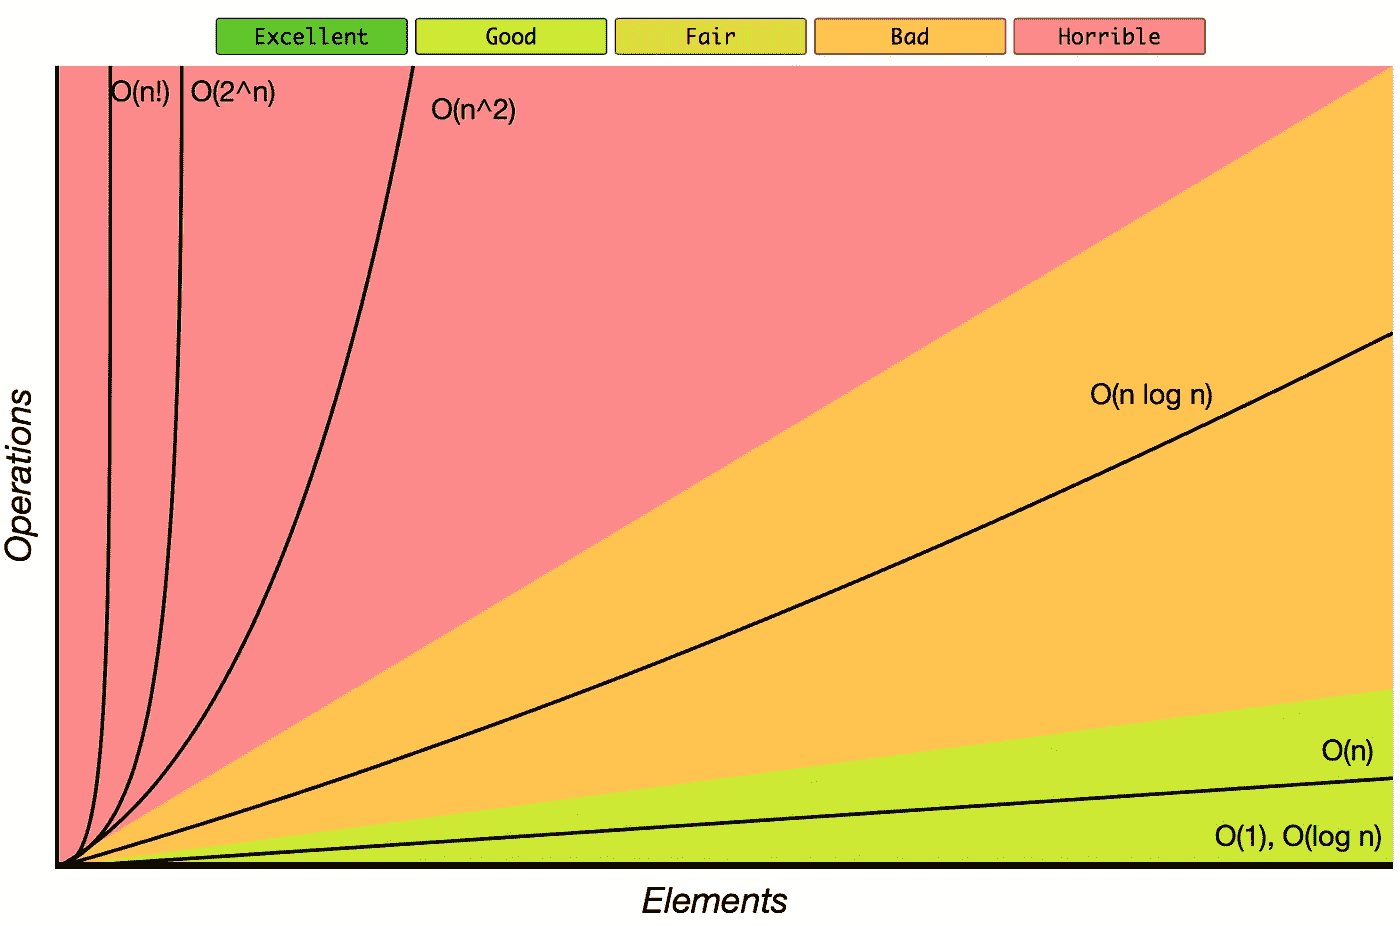 Excellent Good Fair Bad Horrible
O(n!) O(2^n)
O(n^2)
O(n log n)
O(n)
O(1), O(log n)
Operations
Elements